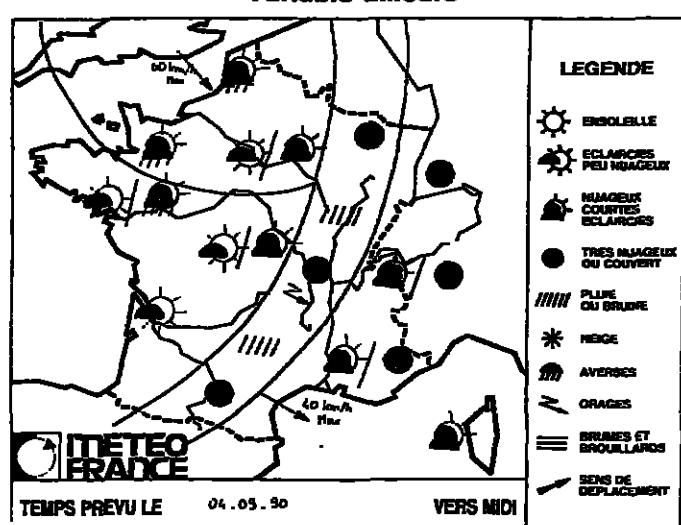 60 km/h
Max
40 km/h
Max
METEO
FRANCE
TEMPS PREVU LE 04.05.90 VERS MIDI
LEGENDE
ENSOLEILLE
ECLAIRCIES
PEU NUAGEUX
NUAGEUX
COURTES
ECLAIRCIES
TRES NUAGEUX
OU COUVERT
PLUIE
OU BRUINE
NEIGE
AVERSES
ORAGES
BRUMES ET
BROUILLARDS
SENS DE
DEPLACEMENT